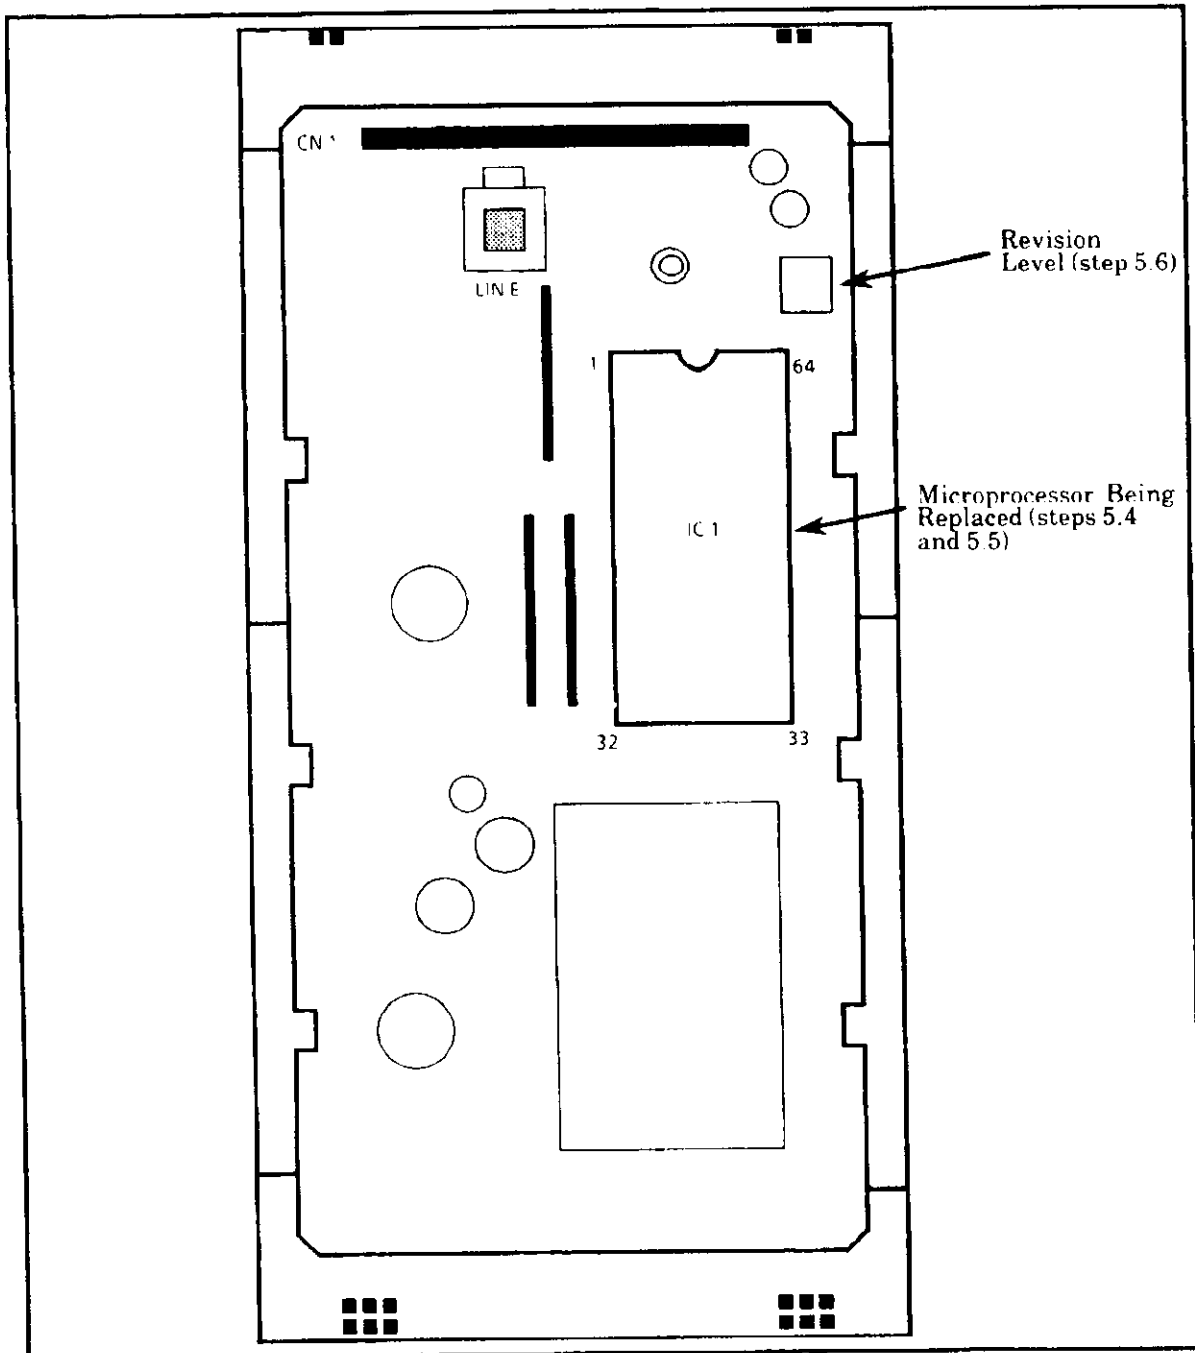 CN 1
LINE
Revision
Level (step 5.6)
1
64
Microprocessor Being
Replaced (steps 5.4
and 5.5)
IC 1
32
33